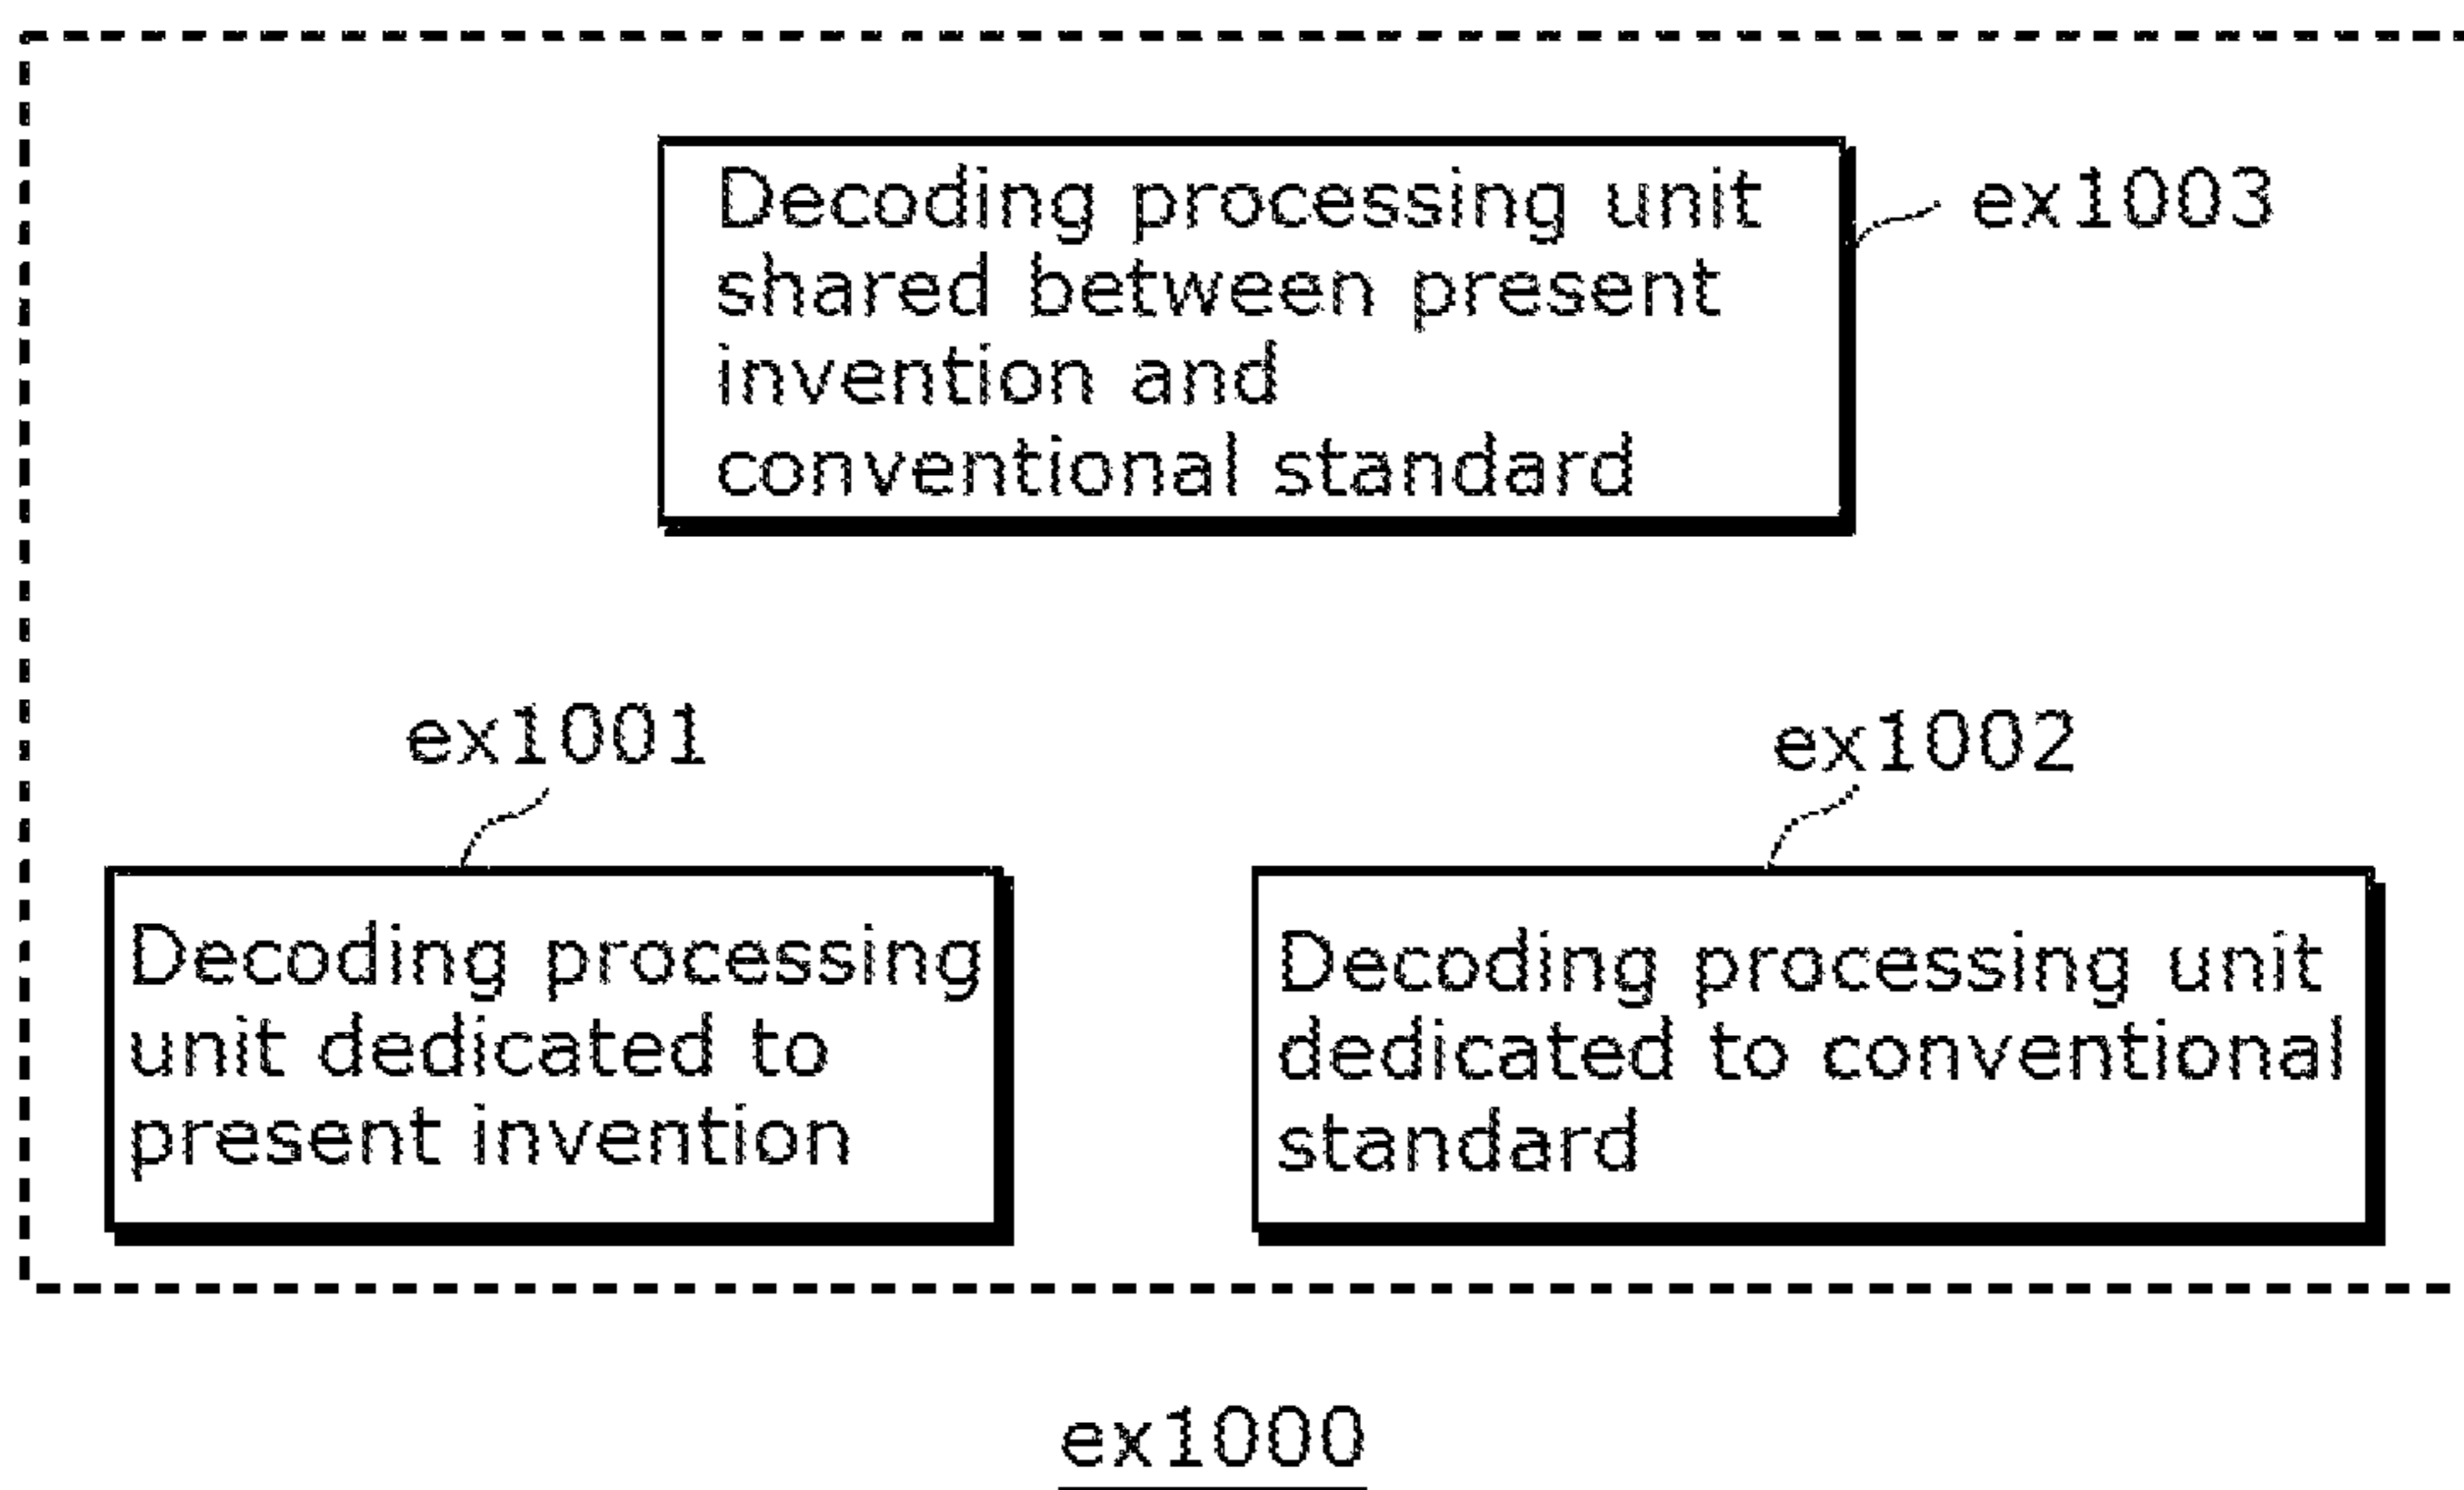 Decoding processing unit
shared between present
invention and
conventional standard
ex1003
ex1001
ex1002
Decoding processing
unit dedicated to
present invention
Decoding processing unit
dedicated to conventional
standard
ex1000